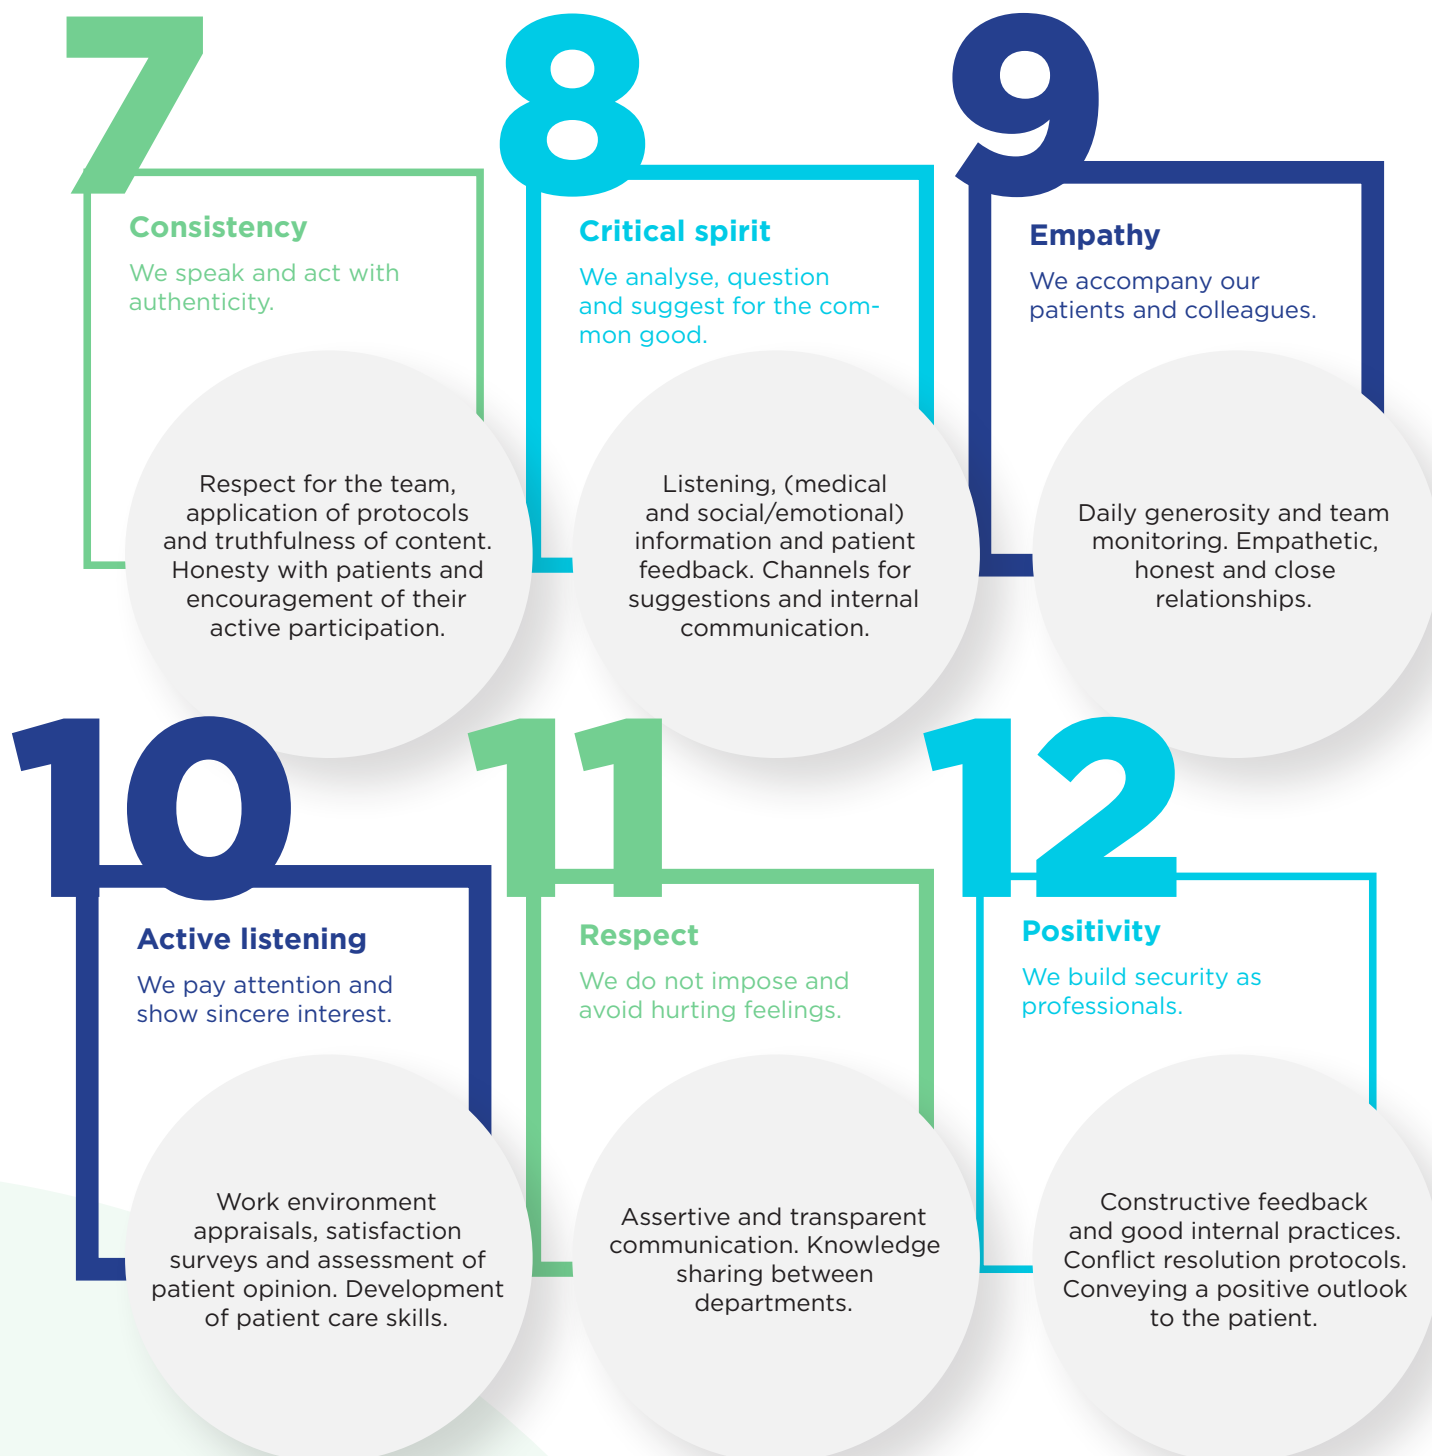 7
Consistency
We speak and act with
authenticity.
Respect for the team,
application of protocols
and truthfulness of content.
Honesty with patients and
encouragement of their
active participation.
8
Critical spirit
We analyse, question
and suggest for the com-
mon good.
Listening, (medical
and social/emotional)
information and patient
feedback. Channels for
suggestions and internal
communication.
9
Empathy
We accompany our
patients and colleagues.
Daily generosity and team
monitoring. Empathetic,
honest and close
relationships.
10
Active listening
We pay attention and
show sincere interest.
Work environment
appraisals, satisfaction
surveys and assessment of
patient opinion. Development
of patient care skills.
11
Respect
We do not impose and
avoid hurting feelings.
Assertive and transparent
communication. Knowledge
sharing between
departments.
12
Positivity
We build security as
professionals.
Constructive feedback
and good internal practices.
Conflict resolution protocols.
Conveying a positive outlook
to the patient.